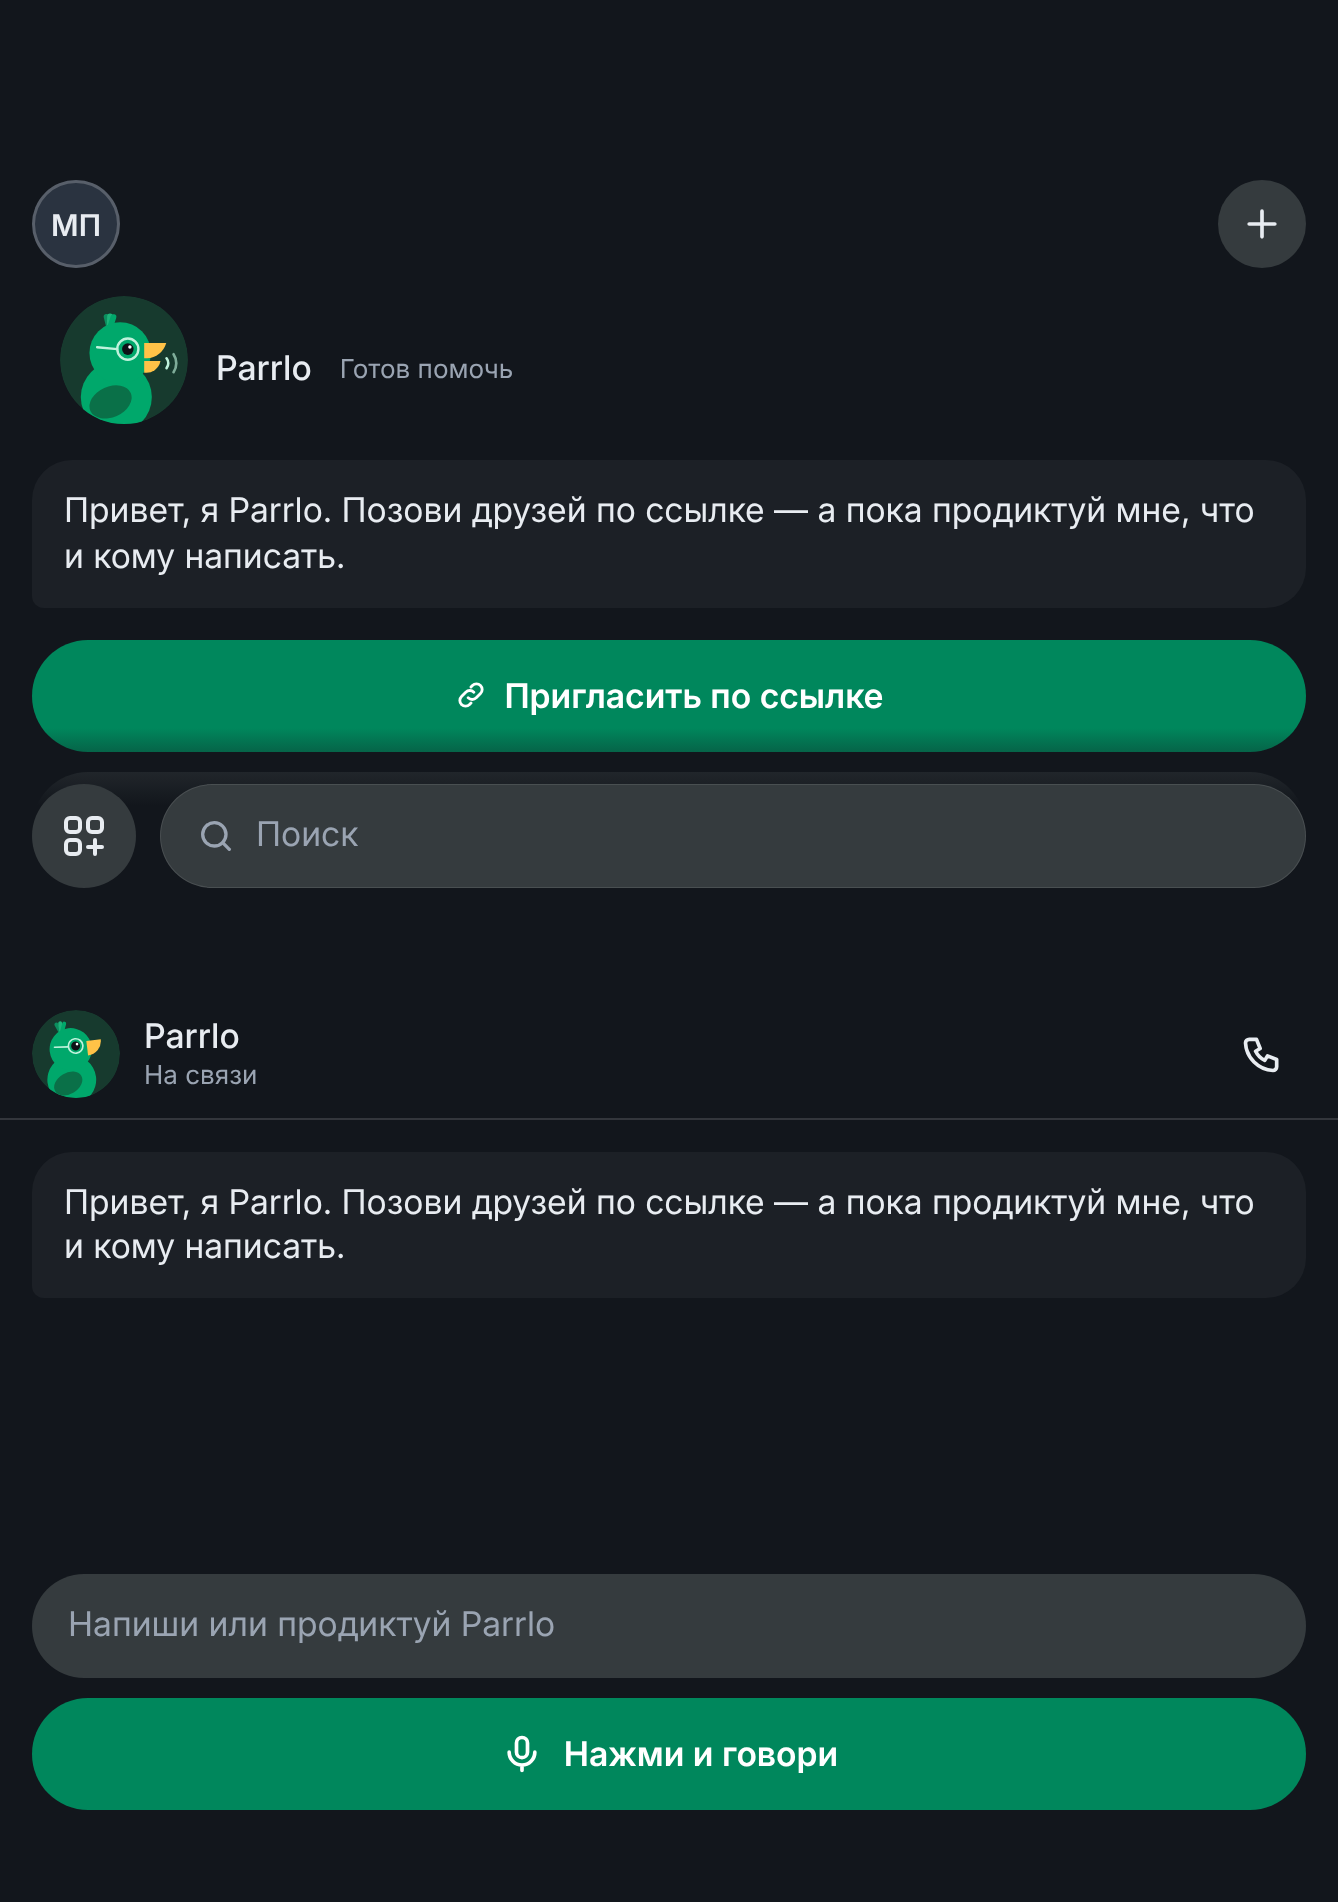 МП
Parrlo Готов помочь
Привет, я Parrlo. Позови друзей по ссылке — а пока продиктуй мне, что
и кому написать.
Пригласить по ссылке
Поиск
Parrlo
На связи
Привет, я Parrlo. Позови друзей по ссылке — а пока продиктуй мне, что
и кому написать.
Напиши или продиктуй Parrlo
Нажми и говори